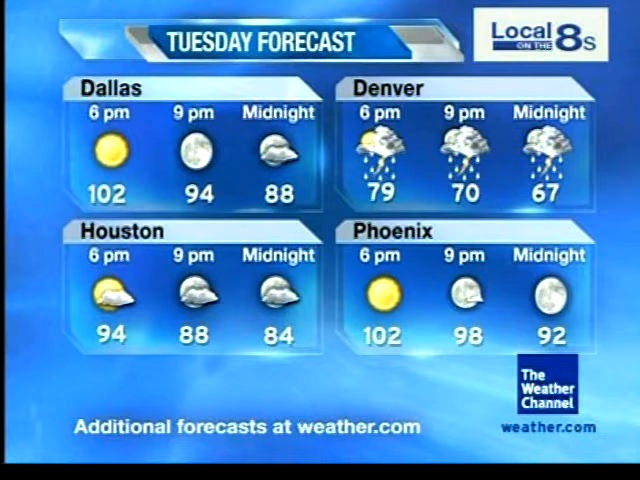 TUESDAY FORECAST
Local
ON THE
8s
Dallas
6 pm 9 pm Midnight
102 94 88
Denver
6 pm 9 pm Midnight
79 70 67
Houston
6 pm 9 pm Midnight
94 88 84
Phoenix
6 pm 9 pm Midnight
102 98 92
The
Weather
Channel
Additional forecasts at weather.com
weather.com